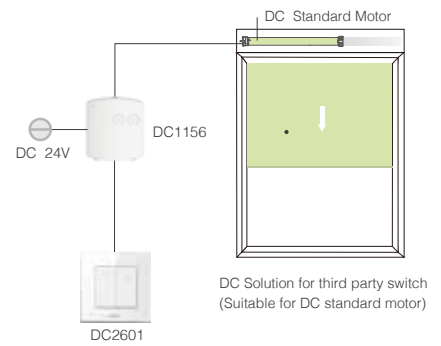 DC Standard Motor
DC1156
DC 24V
DC2601
DC Solution for third party switch
(Suitable for DC standard motor)